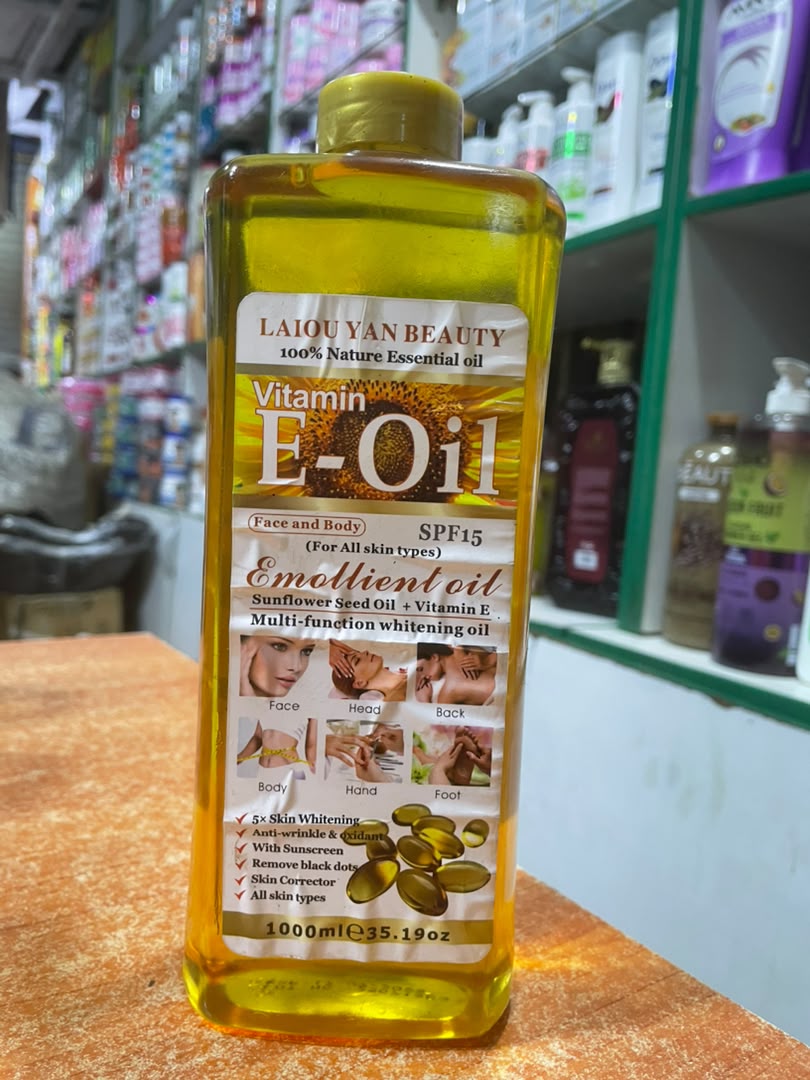 LAIOU YAN BEAUTY
100% Nature Essential oil
Vitamin
E-Oil
Face and Body
SPF15
(For All skin types)
Emollient oil
Sunflower Seed Oil + Vitamin E
Multi-function whitening oil
Face
Head
Back
Body
Hand
Foot
5× Skin Whitening
Anti-wrinkle & oxidant
With Sunscreen
Remove black dots
Skin Corrector
All skin types
1000ml℮35.19oz